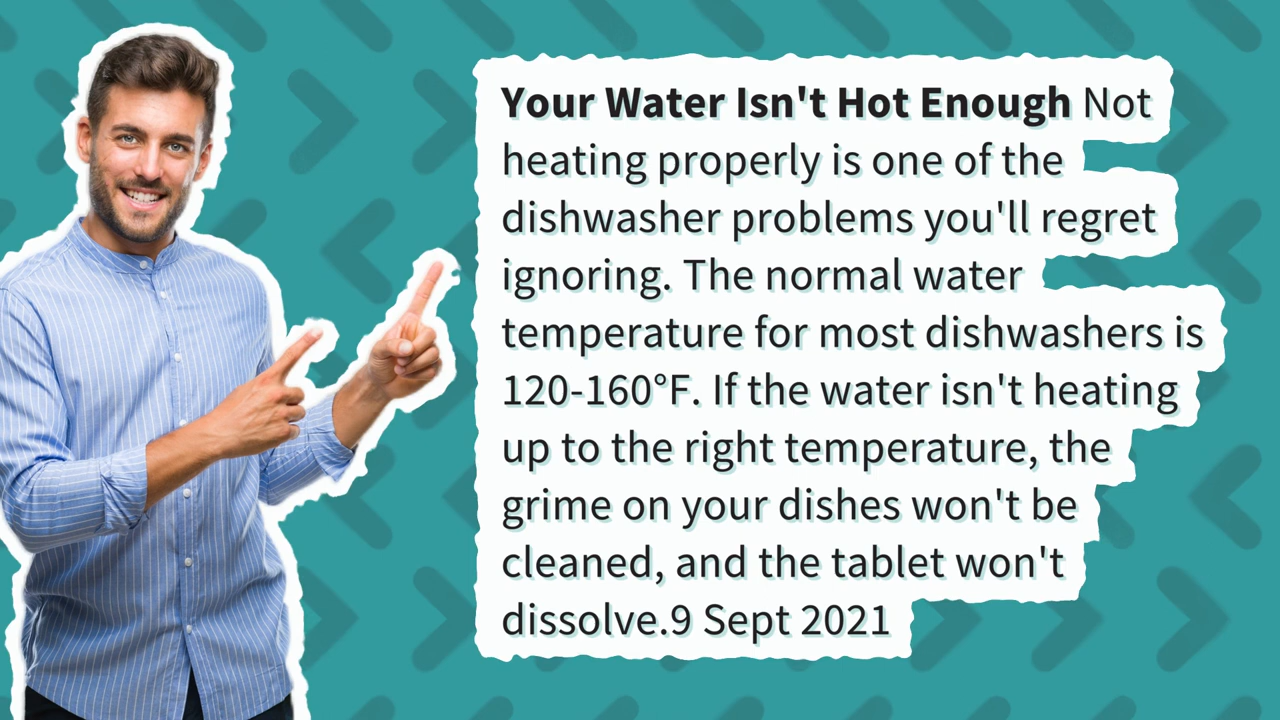 Your Water Isn't Hot Enough Not
heating properly is one of the
dishwasher problems you'll regret
ignoring. The normal water
temperature for most dishwashers is
120-160°F. If the water isn't heating
up to the right temperature, the
grime on your dishes won't be
cleaned, and the tablet won't
dissolve.9 Sept 2021